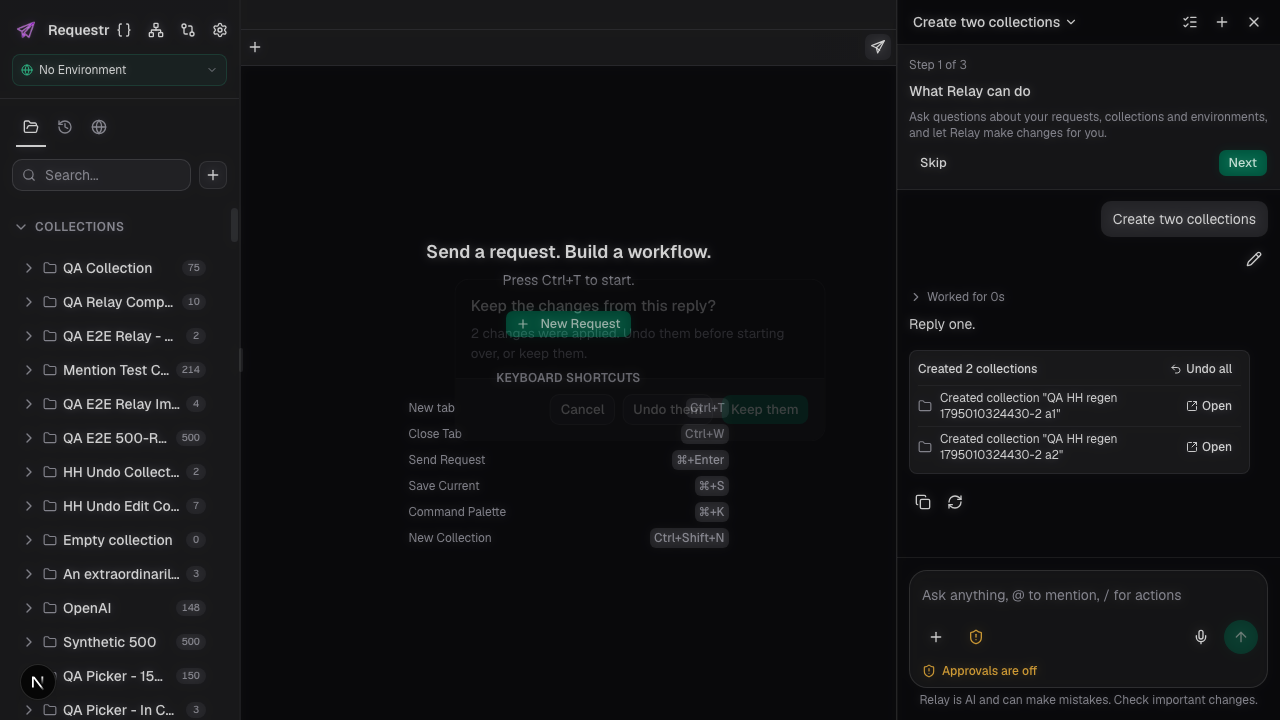 Requestr
No Environment
Search...
COLLECTIONS
QA Collection 75
QA Relay Comp... 10
QA E2E Relay - ... 2
Mention Test C... 214
QA E2E Relay Im... 4
QA E2E 500-R... 500
HH Undo Collect... 2
HH Undo Edit Co... 7
Empty collection 0
An extraordinaril... 3
OpenAI 148
Synthetic 500 500
QA Picker - 15... 150
QA Picker - In C... 3
N
Send a request. Build a workflow.
Press Ctrl+T to start.
New Request
Keep the changes from this reply?
2 changes were applied. Undo them before starting
over, or keep them.
Cancel
Undo them
Keep them
KEYBOARD SHORTCUTS
New tab Ctrl+T
Close Tab Ctrl+W
Send Request ⌘+Enter
Save Current ⌘+S
Command Palette ⌘+K
New Collection Ctrl+Shift+N
Create two collections
Step 1 of 3
What Relay can do
Ask questions about your requests, collections and environments,
and let Relay make changes for you.
Skip
Next
Create two collections
Worked for 0s
Reply one.
Created 2 collections
Undo all
Created collection "QA HH regen
1795010324430-2 a1"
Open
Created collection "QA HH regen
1795010324430-2 a2"
Open
Ask anything, @ to mention, / for actions
Approvals are off
Relay is AI and can make mistakes. Check important changes.